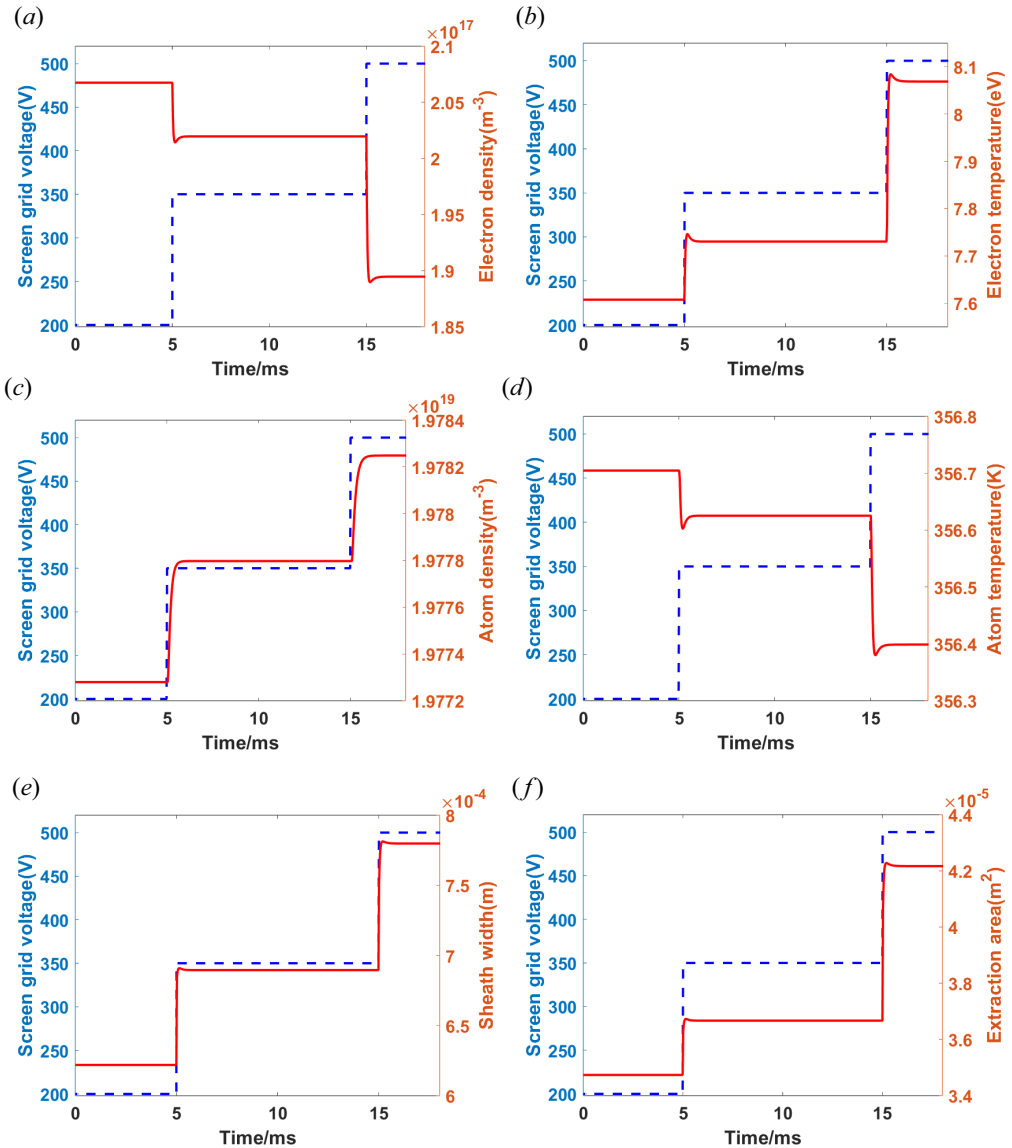 (a)
×10^17
500
450
400
350
300
250
200
Screen grid voltage(V)
2.1
2.05
2
1.95
1.9
1.85
Electron density(m^-3)
0 5 10 15
Time/ms
(b)
500
450
400
350
300
250
200
Screen grid voltage(V)
8.1
8
7.9
7.8
7.7
7.6
Electron temperature(eV)
0 5 10 15
Time/ms
(c)
×10^19
500
450
400
350
300
250
200
Screen grid voltage(V)
1.9784
1.9782
1.978
1.9778
1.9776
1.9774
1.9772
Atom density(m^-3)
0 5 10 15
Time/ms
(d)
500
450
400
350
300
250
200
Screen grid voltage(V)
356.8
356.7
356.6
356.5
356.4
356.3
Atom temperature(K)
0 5 10 15
Time/ms
(e)
×10^-4
500
450
400
350
300
250
200
Screen grid voltage(V)
8
7.5
7
6.5
6
Sheath width(m)
0 5 10 15
Time/ms
(f)
×10^-5
500
450
400
350
300
250
200
Screen grid voltage(V)
4.4
4.2
4
3.8
3.6
3.4
Extraction area(m^2)
0 5 10 15
Time/ms